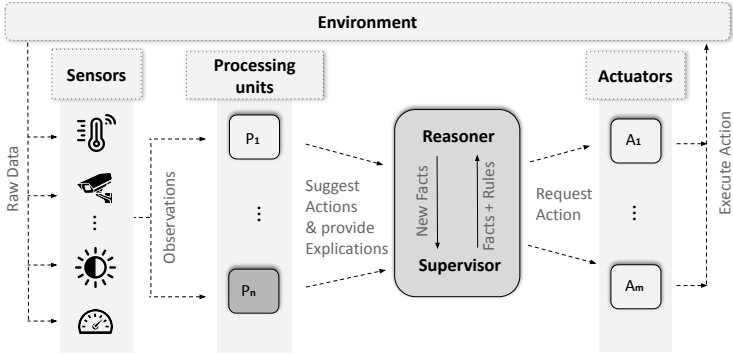 Environment
Sensors
Processing
units
Actuators
Raw Data
Observations
P1
⋮
Pn
Suggest
Actions
& provide
Explications
Reasoner
New Facts
Facts + Rules
Supervisor
Request
Action
A1
⋮
Am
Execute Action